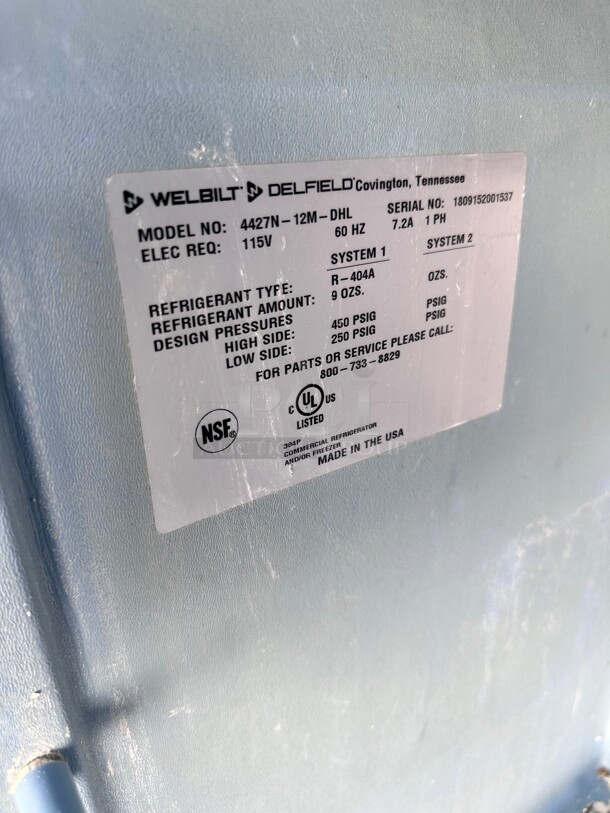 WELBILT DELFIELD Covington, Tennessee
MODEL NO: 4427N-12M-DHL SERIAL NO: 1809152001537
ELEC REQ: 115V 60 HZ 7.2A 1 PH
SYSTEM 1 SYSTEM 2
REFRIGERANT TYPE: R-404A
REFRIGERANT AMOUNT: 9 OZS. OZS.
DESIGN PRESSURES
HIGH SIDE: 450 PSIG PSIG
LOW SIDE: 250 PSIG PSIG
FOR PARTS OR SERVICE PLEASE CALL:
800-733-8829
NSF®
C UL US
LISTED
394P
COMMERCIAL REFRIGERATOR
AND/OR FREEZER
MADE IN THE USA